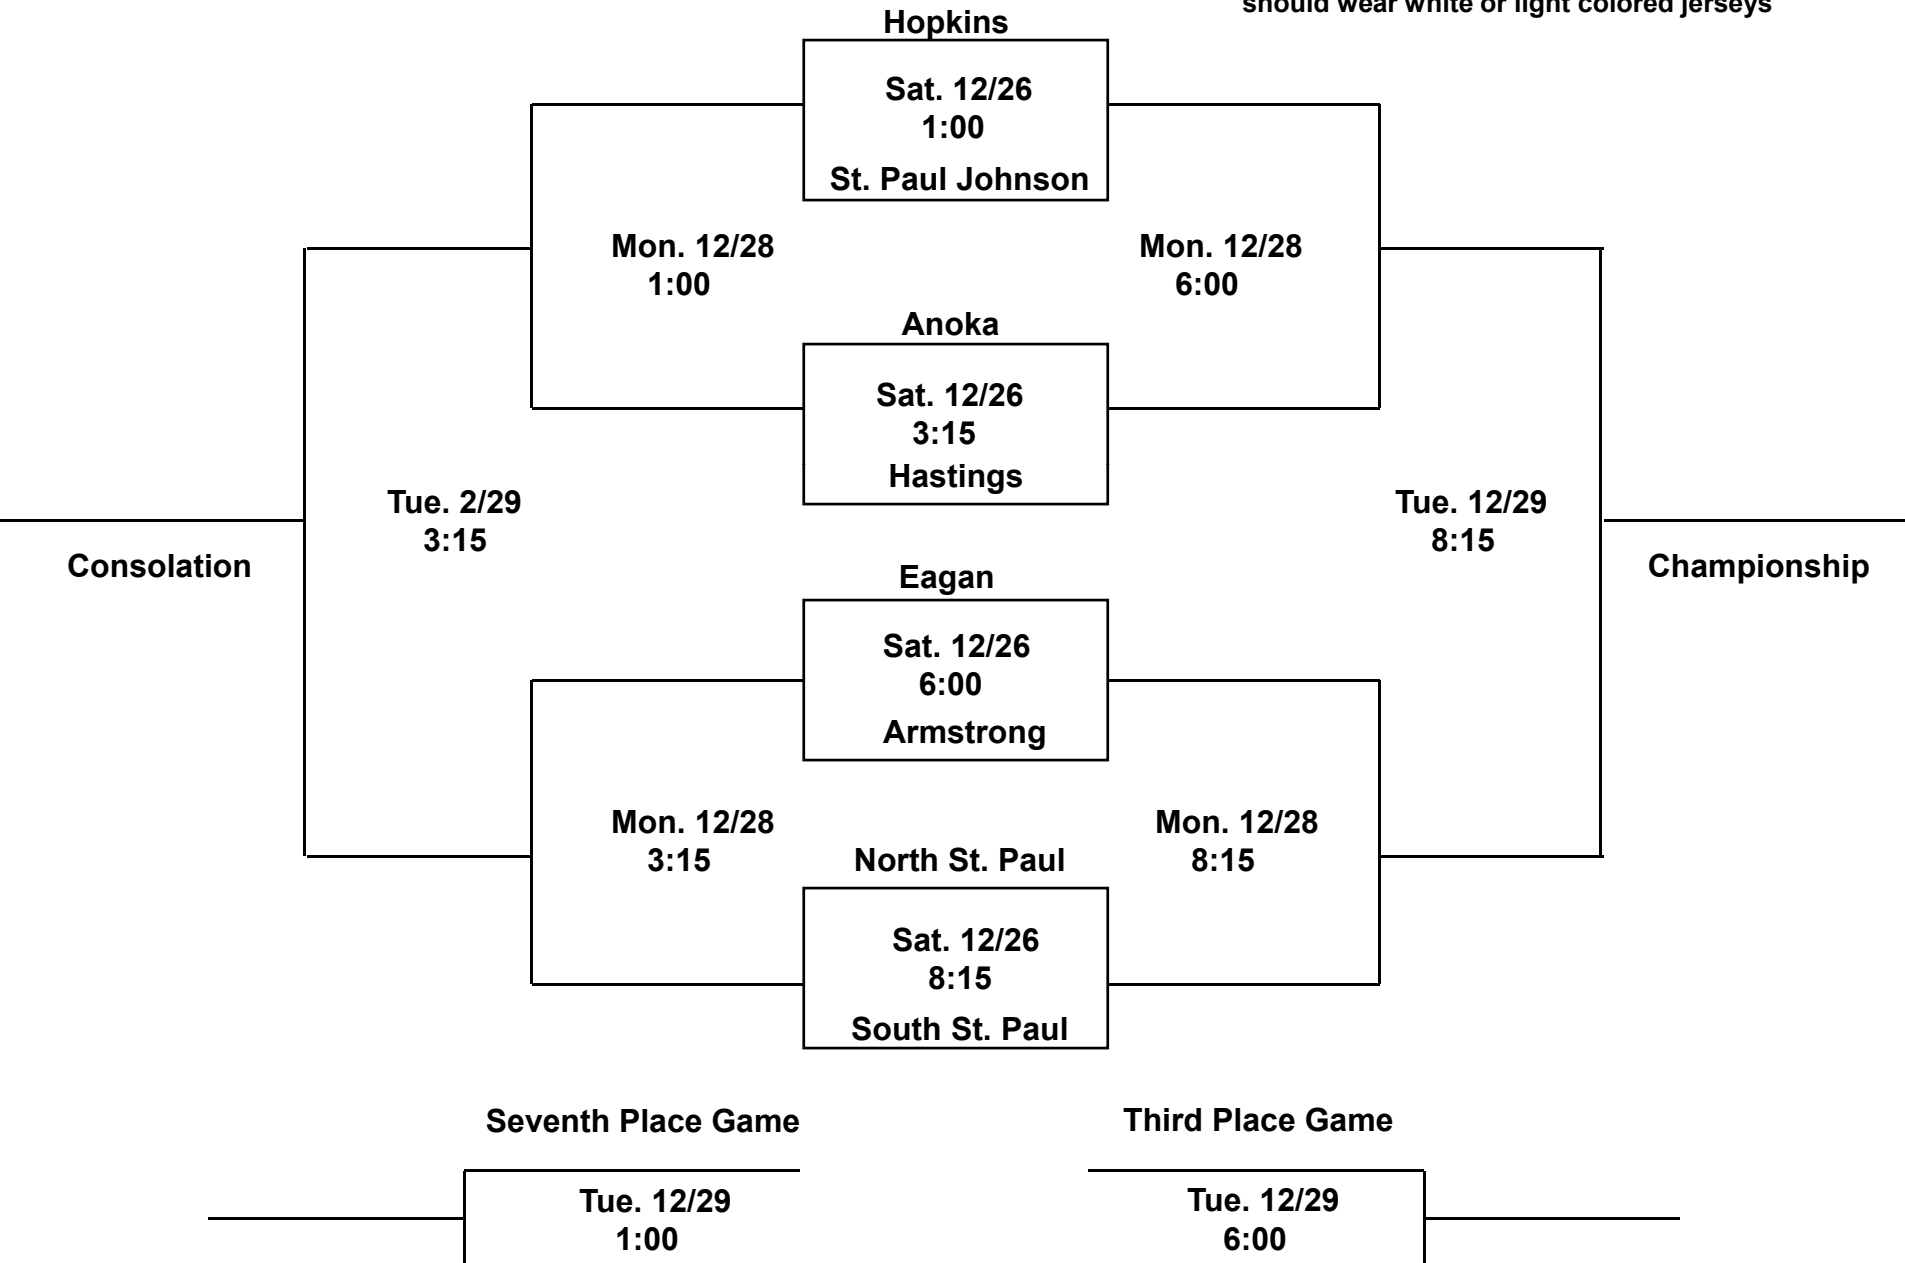 should wear white or light colored jerseys
Hopkins
Sat. 12/26
1:00
St. Paul Johnson
Mon. 12/28
1:00
Mon. 12/28
6:00
Anoka
Sat. 12/26
3:15
Hastings
Tue. 2/29
3:15
Tue. 12/29
8:15
Consolation
Championship
Eagan
Sat. 12/26
6:00
Armstrong
Mon. 12/28
3:15
Mon. 12/28
8:15
North St. Paul
Sat. 12/26
8:15
South St. Paul
Seventh Place Game
Third Place Game
Tue. 12/29
1:00
Tue. 12/29
6:00